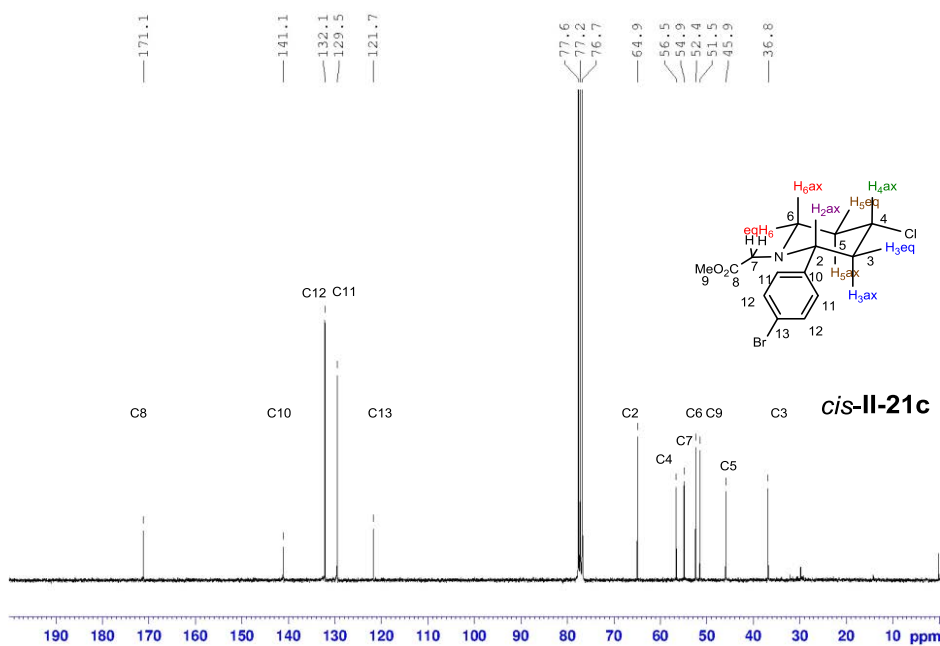 171.1 141.1 132.1 129.5 121.7 77.6 77.2 76.7 64.9 56.5 54.9 52.4 51.5 45.9 36.8
H6ax H4ax
H2ax H5eq
6 4
eqH6 Cl
H H 5 H3eq
N 2 3
MeO2C 7
9 8 10 H5ax
11 H3ax
12 11
13 12
Br
C12 C11
C8 C10 C13 C2 C6 C9 C3
cis-II-21c
C4 C7 C5
190 180 170 160 150 140 130 120 110 100 90 80 70 60 50 40 30 20 10 ppm